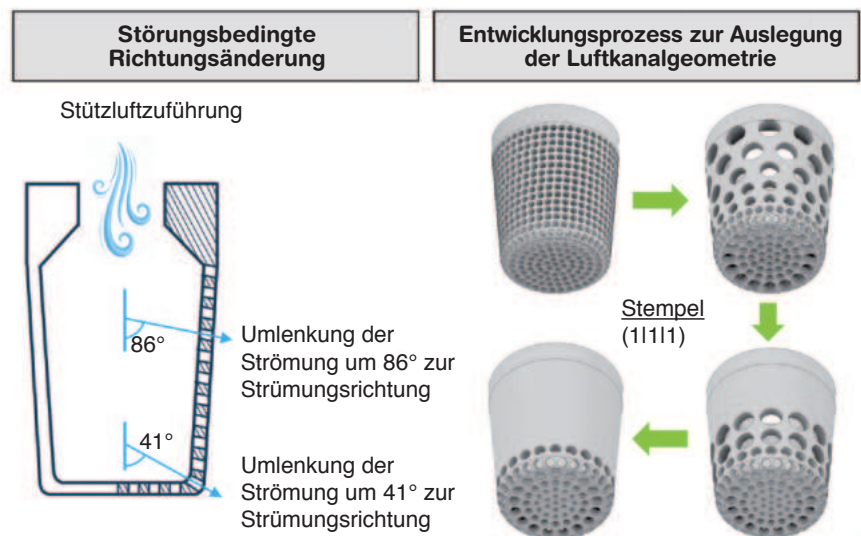 Störungsbedingte
Richtungsänderung
Stützluftzuführung
86°
Umlenkung der
Strömung um 86° zur
Strümungsrichtung
41°
Umlenkung der
Strömung um 41° zur
Strümungsrichtung
Entwicklungsprozess zur Auslegung
der Luftkanalgeometrie
Stempel
(1|1|1)